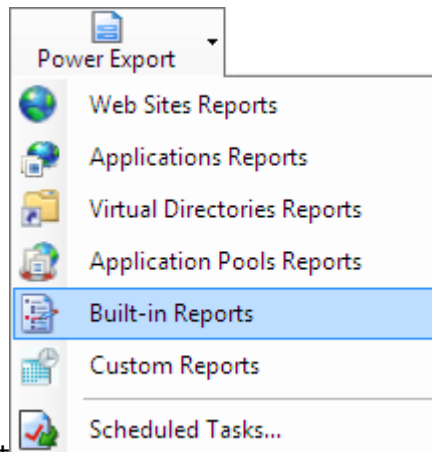 Power Export
Web Sites Reports
Applications Reports
Virtual Directories Reports
Application Pools Reports
Built-in Reports
Custom Reports
Scheduled Tasks...